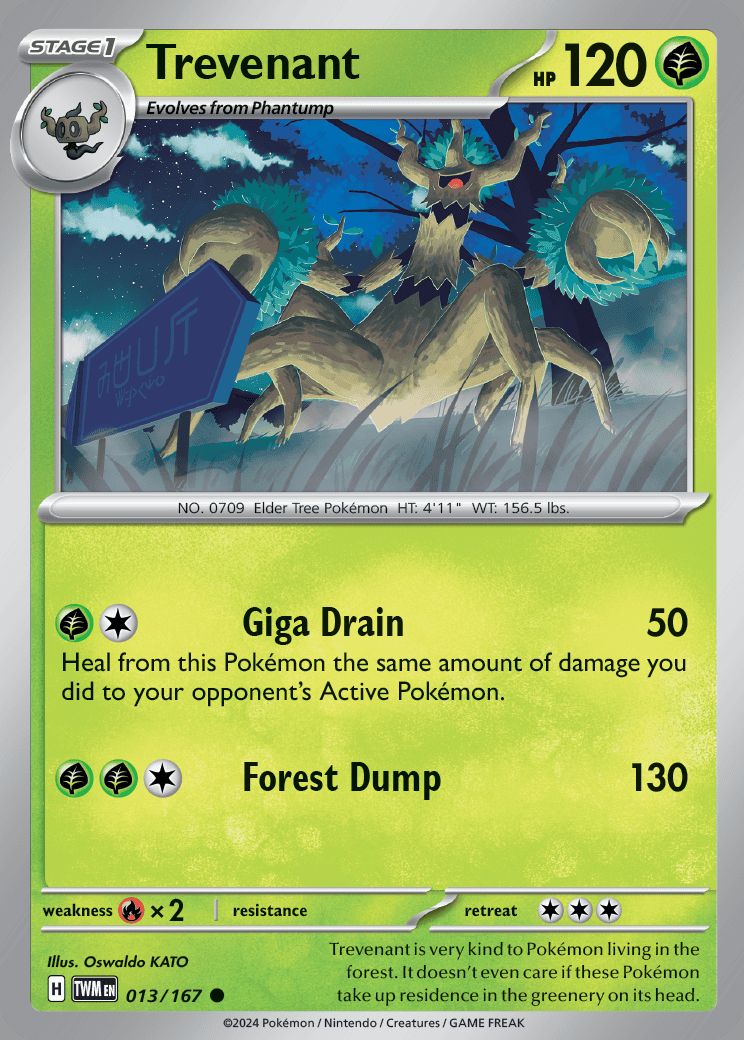 STAGE1
Trevenant
HP 120
Evolves from Phantump
NO. 0709 Elder Tree Pokémon HT: 4'11" WT: 156.5 lbs.
Giga Drain 50
Heal from this Pokémon the same amount of damage you
did to your opponent’s Active Pokémon.
Forest Dump 130
weakness ×2 resistance retreat
Illus. Oswaldo KATO
H TWM EN 013/167
Trevenant is very kind to Pokémon living in the
forest. It doesn’t even care if these Pokémon
take up residence in the greenery on its head.
©2024 Pokémon / Nintendo / Creatures / GAME FREAK